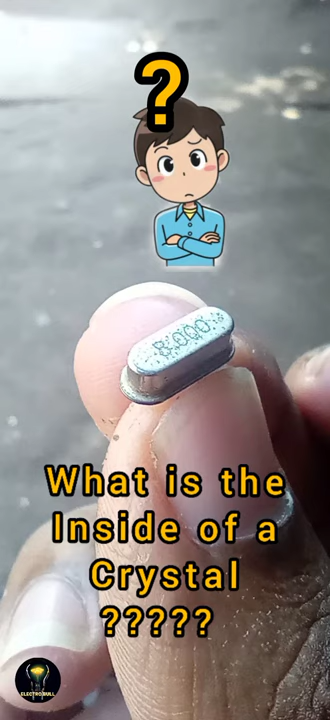 ?
8.000
What is the
Inside of a
Crystal
?????
ELECTRO BULL